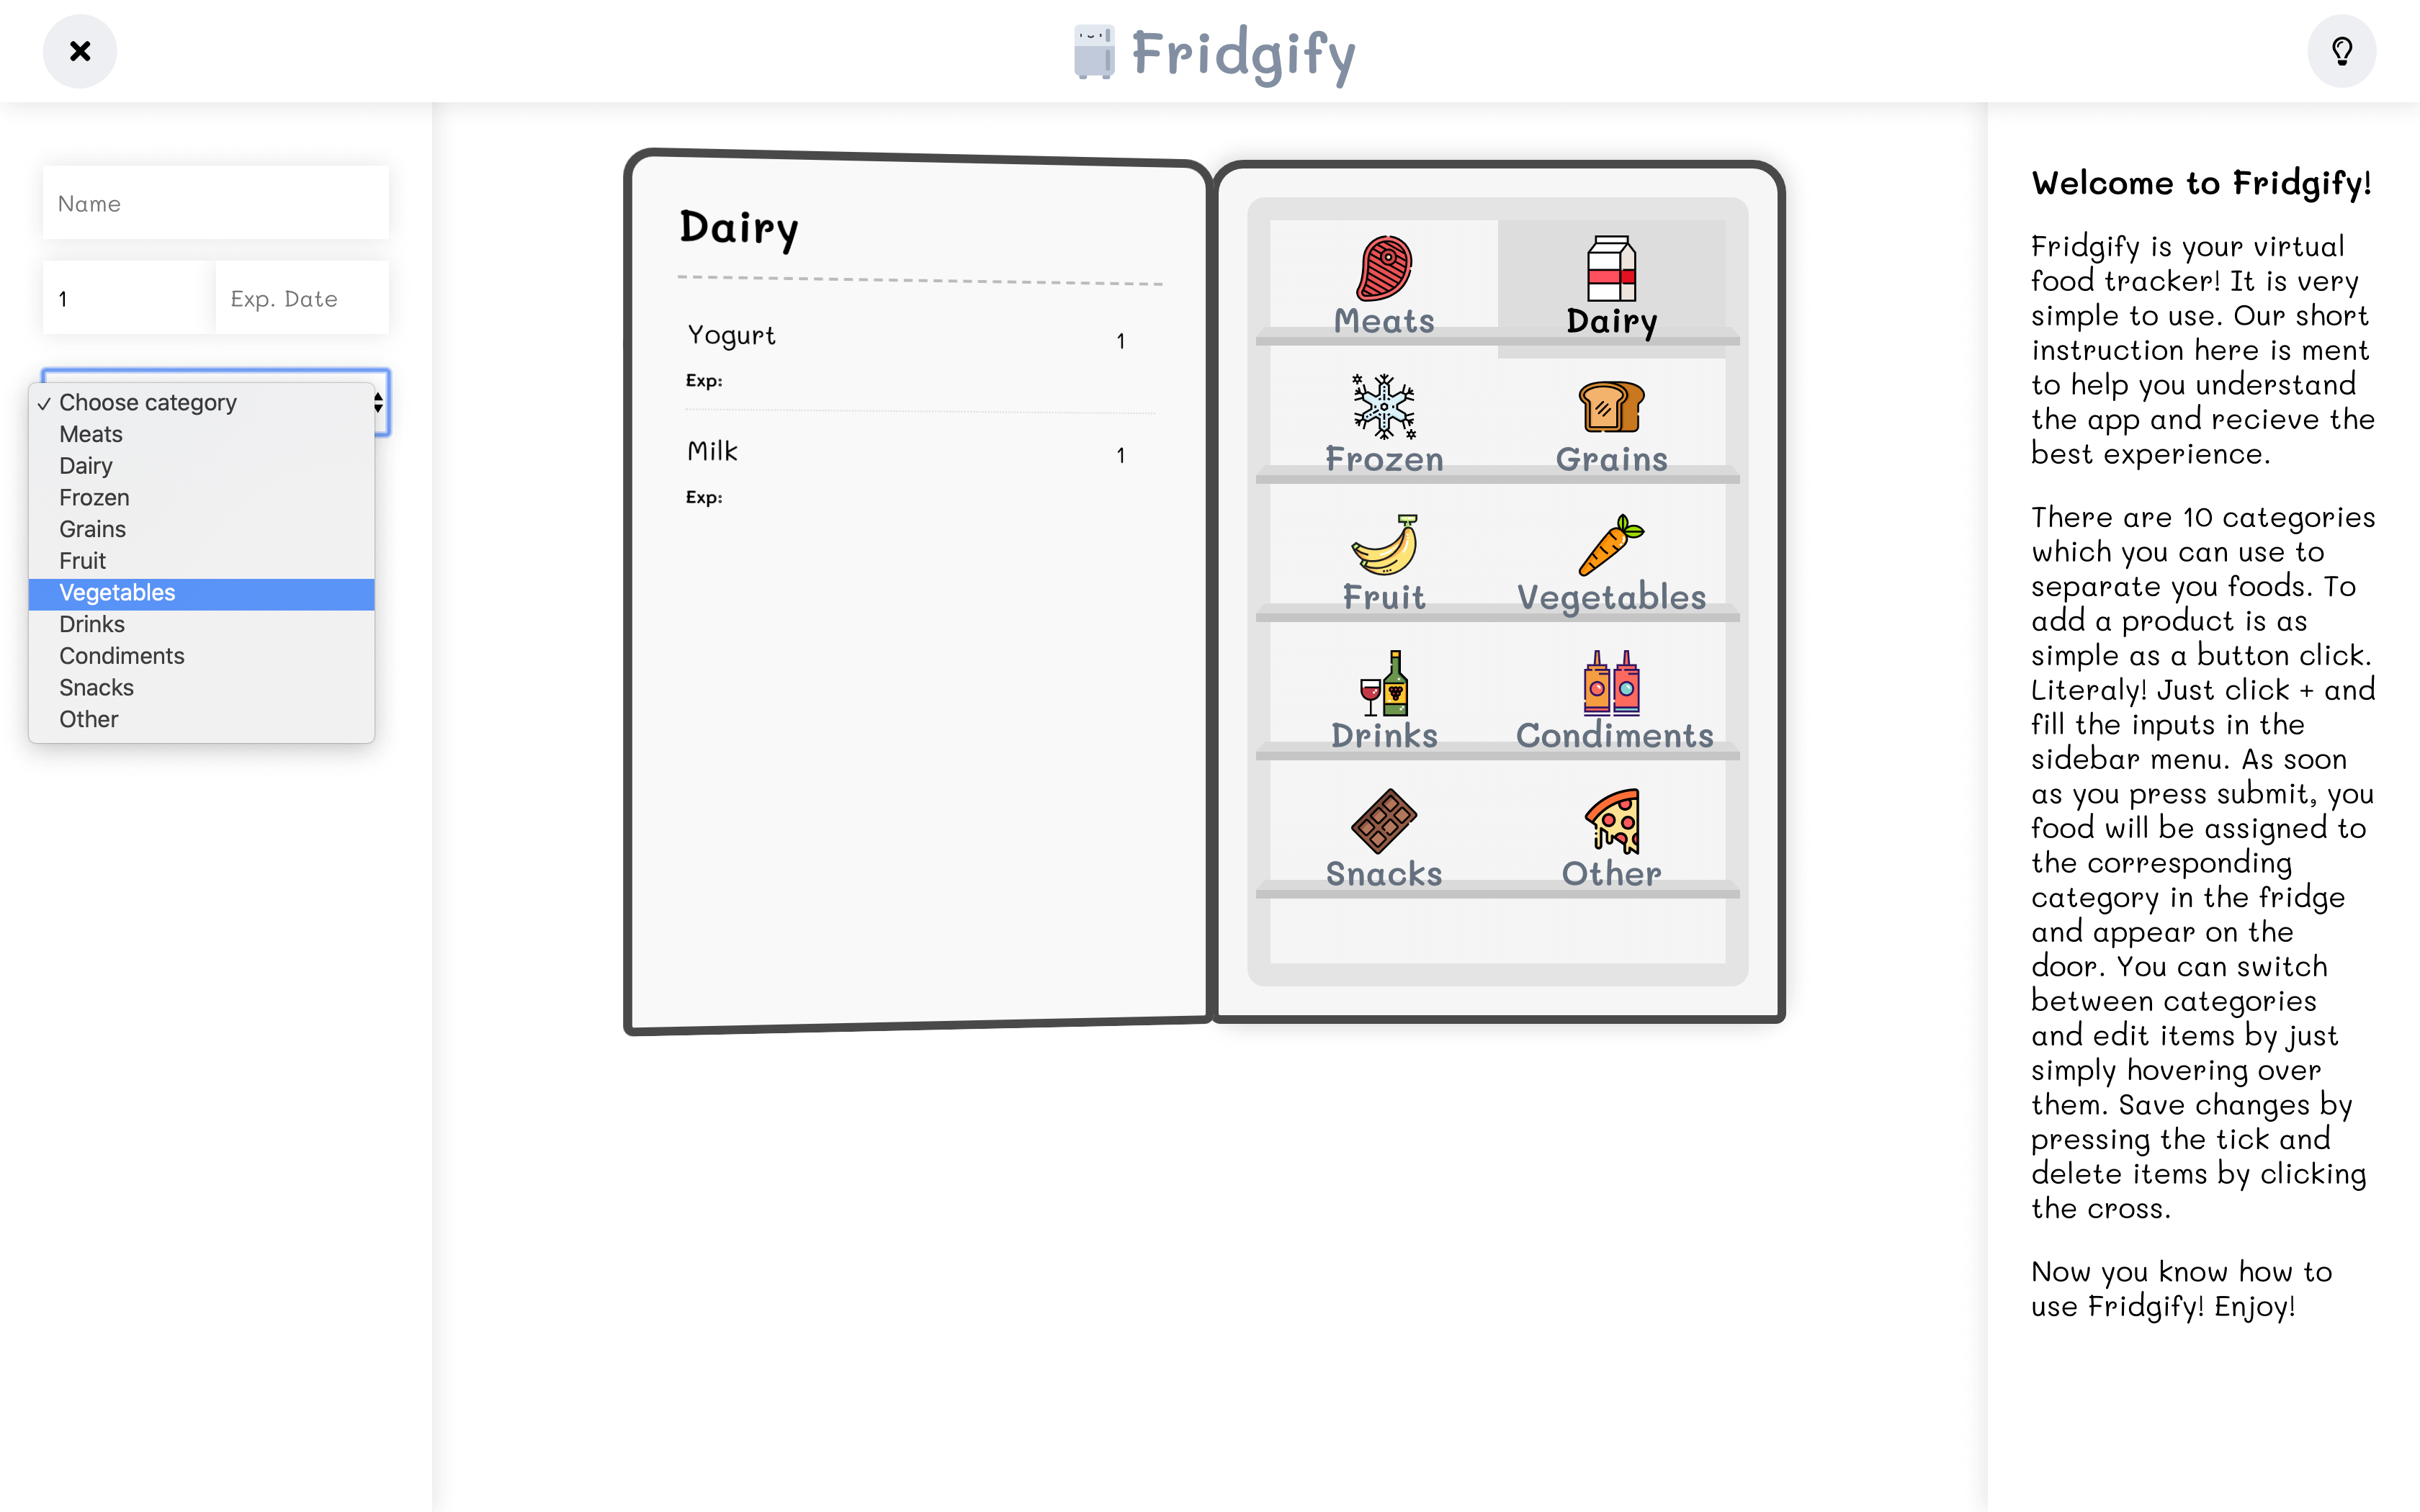 Fridgify
Name
1
Exp. Date
✓ Choose category
Meats
Dairy
Frozen
Grains
Fruit
Vegetables
Drinks
Condiments
Snacks
Other
Dairy
Yogurt 1
Exp:
Milk 1
Exp:
Meats Dairy
Frozen Grains
Fruit Vegetables
Drinks Condiments
Snacks Other
Welcome to Fridgify!
Fridgify is your virtual
food tracker! It is very
simple to use. Our short
instruction here is ment
to help you understand
the app and recieve the
best experience.
There are 10 categories
which you can use to
separate you foods. To
add a product is as
simple as a button click.
Literaly! Just click + and
fill the inputs in the
sidebar menu. As soon
as you press submit, you
food will be assigned to
the corresponding
category in the fridge
and appear on the
door. You can switch
between categories
and edit items by just
simply hovering over
them. Save changes by
pressing the tick and
delete items by clicking
the cross.
Now you know how to
use Fridgify! Enjoy!